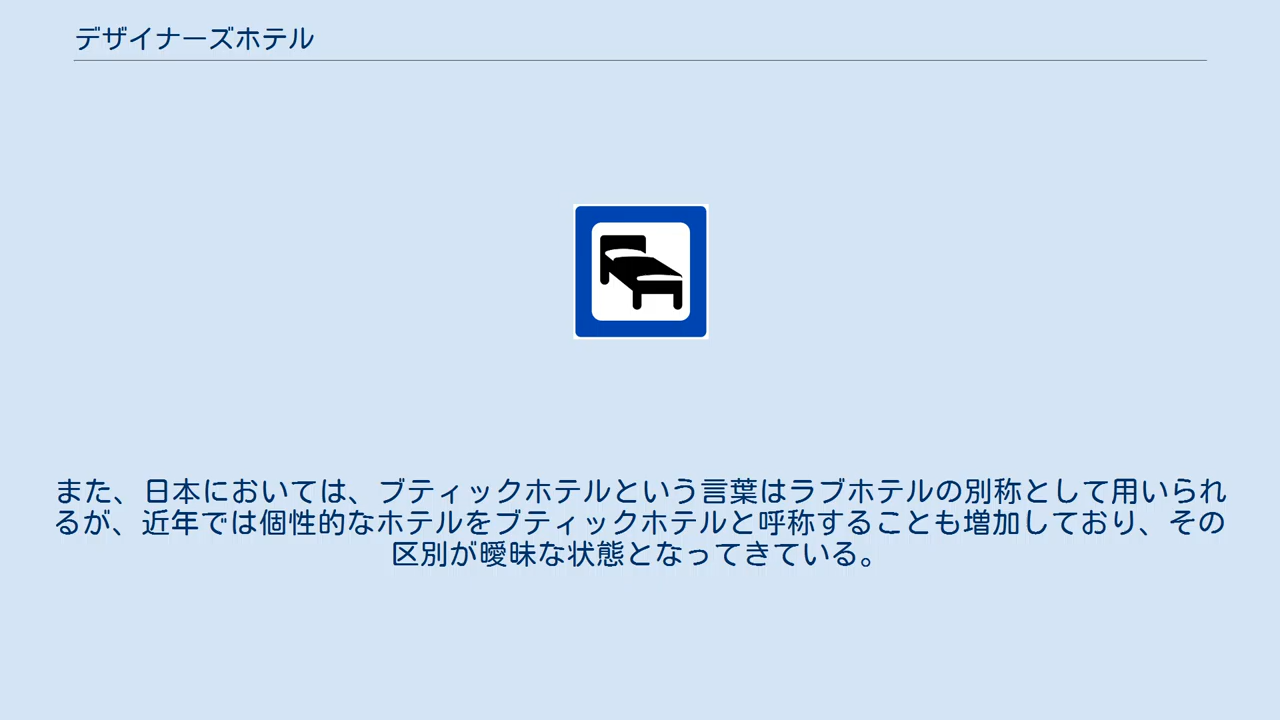 デザイナーズホテル
また、日本においては、ブティックホテルという言葉はラブホテルの別称として用いられ
るが、近年では個性的なホテルをブティックホテルと呼称することも増加しており、その
区別が曖昧な状態となってきている。